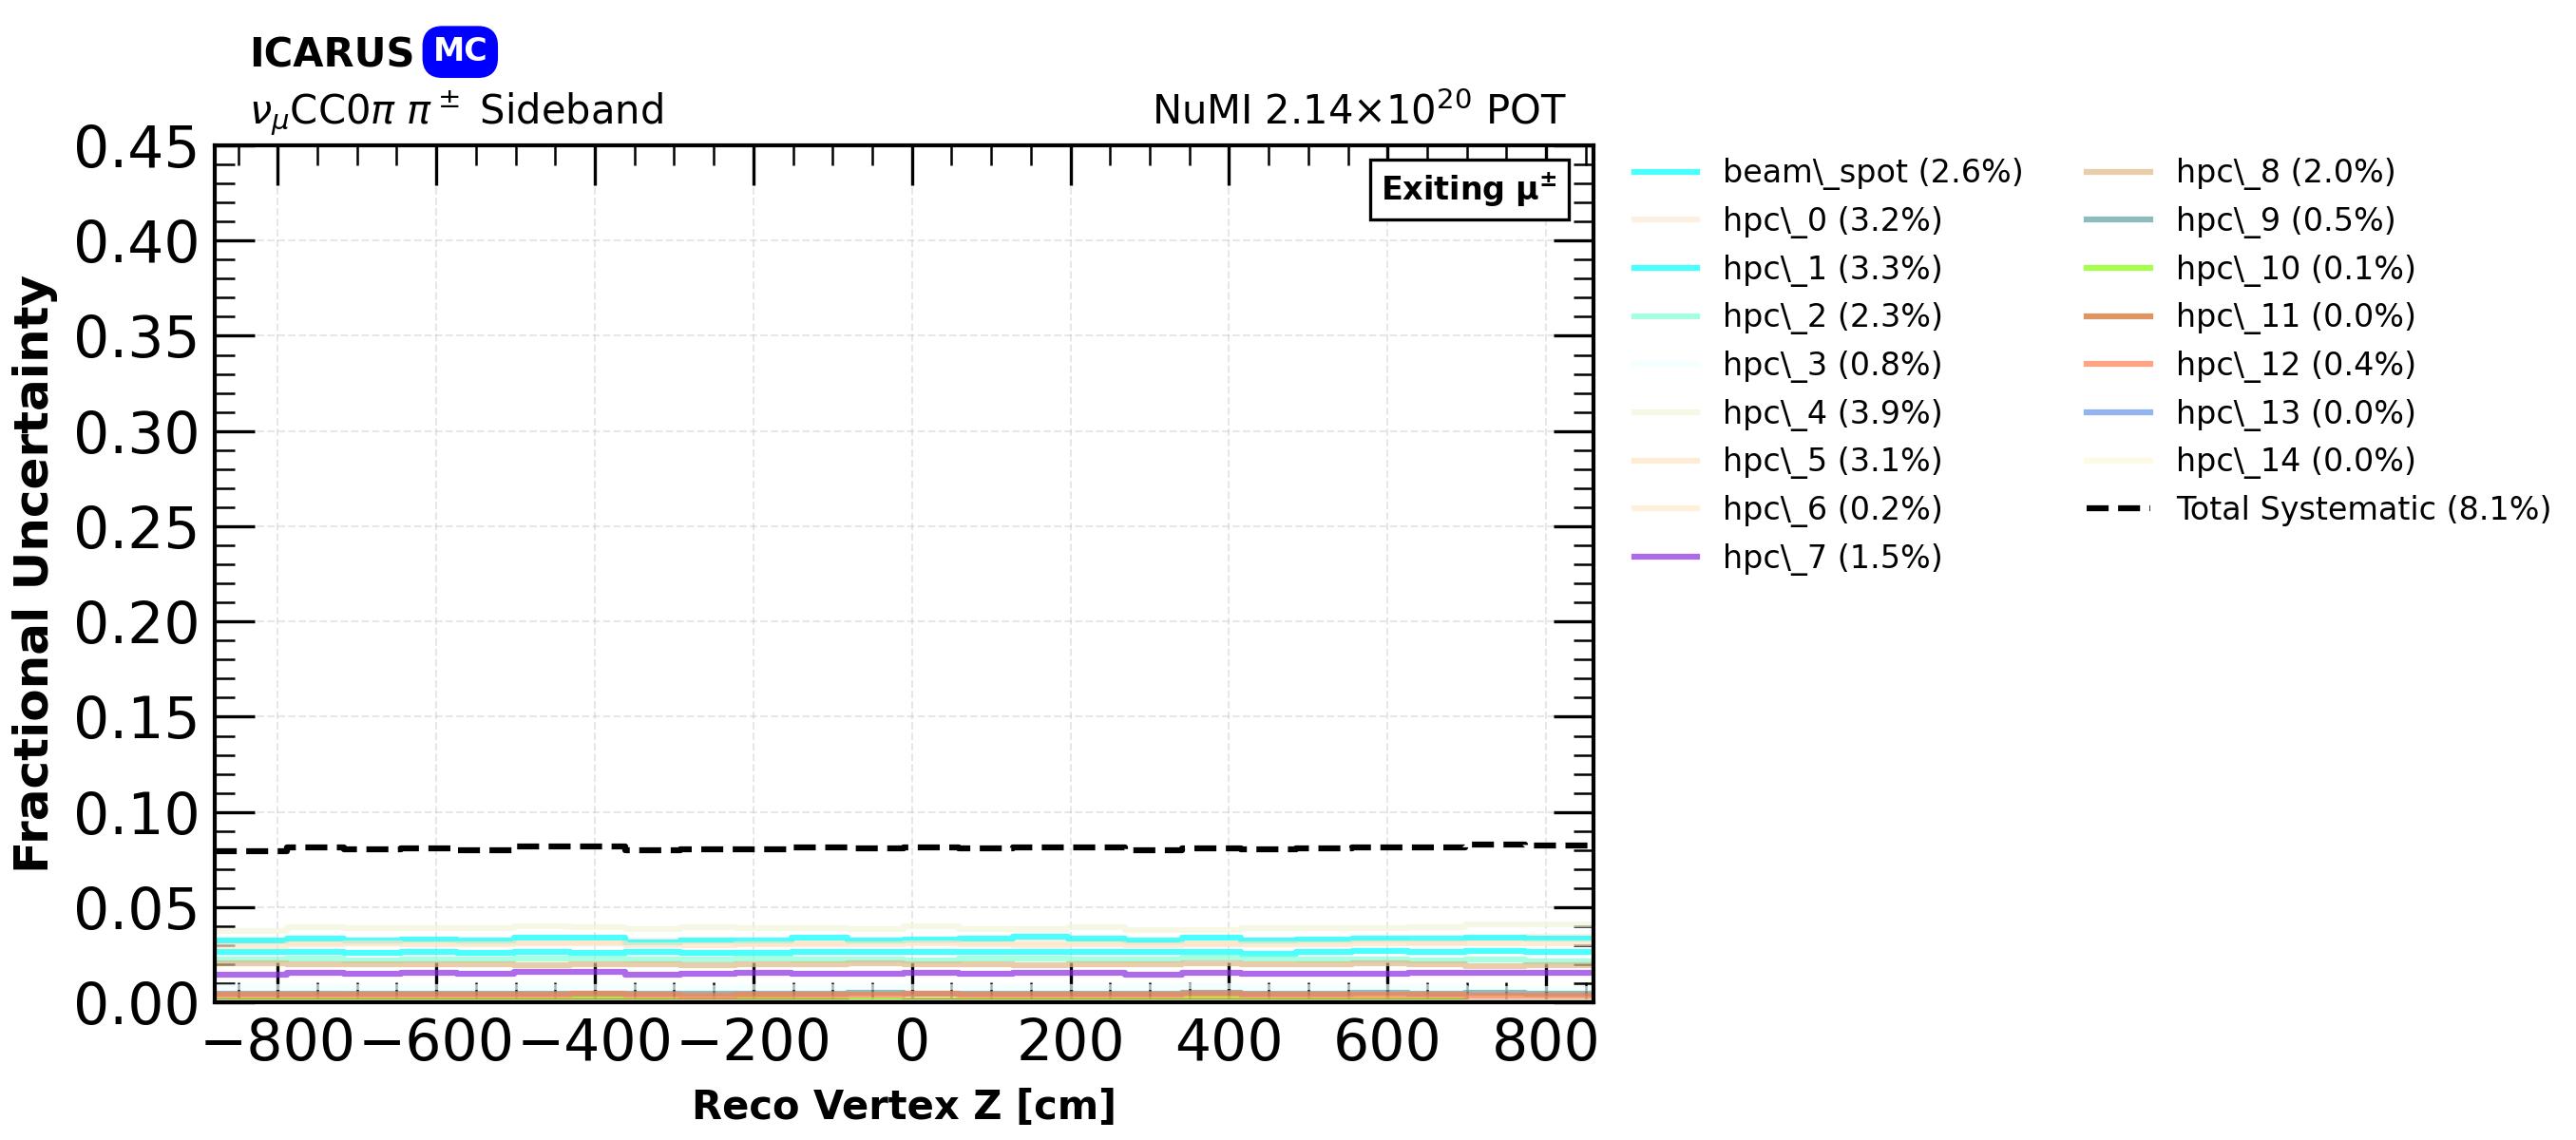 ICARUS MC
νμCC0π π± Sideband
NuMI 2.14×10²⁰ POT
Exiting μ±
Fractional Uncertainty
0.45
0.40
0.35
0.30
0.25
0.20
0.15
0.10
0.05
0.00
−800 −600 −400 −200 0 200 400 600 800
Reco Vertex Z [cm]
beam\_spot (2.6%)
hpc\_0 (3.2%)
hpc\_1 (3.3%)
hpc\_2 (2.3%)
hpc\_3 (0.8%)
hpc\_4 (3.9%)
hpc\_5 (3.1%)
hpc\_6 (0.2%)
hpc\_7 (1.5%)
hpc\_8 (2.0%)
hpc\_9 (0.5%)
hpc\_10 (0.1%)
hpc\_11 (0.0%)
hpc\_12 (0.4%)
hpc\_13 (0.0%)
hpc\_14 (0.0%)
Total Systematic (8.1%)